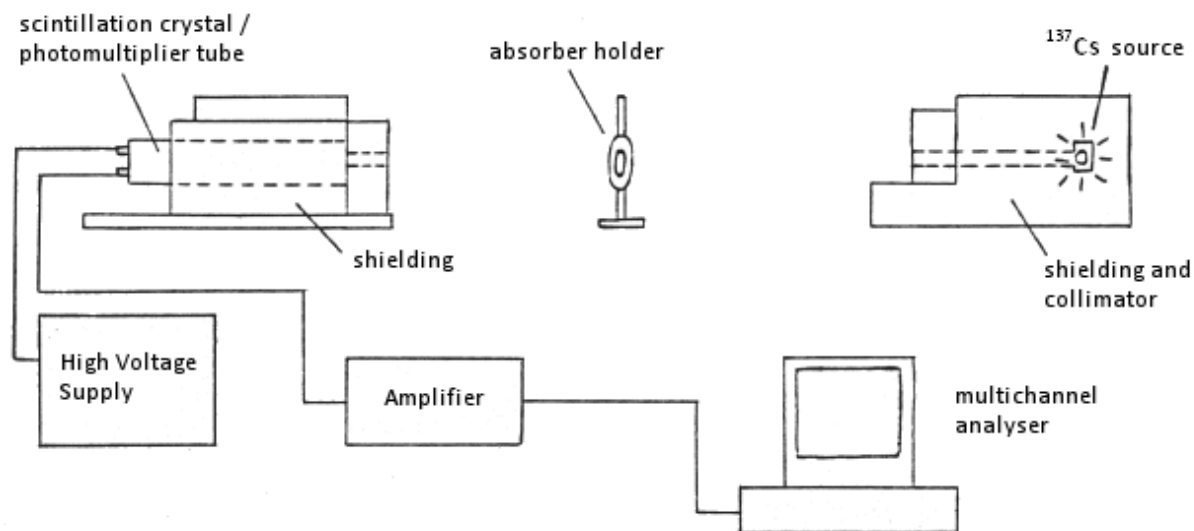 scintillation crystal /
photomultiplier tube
absorber holder
¹³⁷Cs source
shielding
shielding and
collimator
High Voltage
Supply
Amplifier
multichannel
analyser